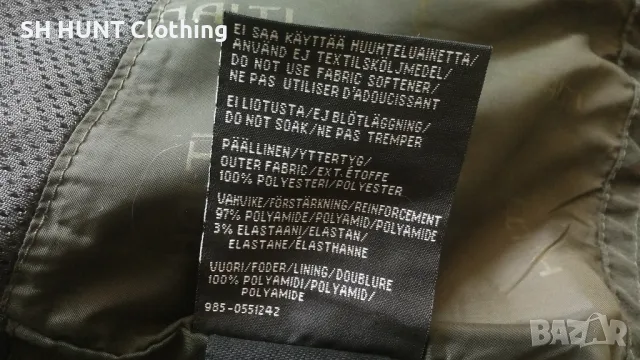 SH HUNT Clothing
EI SAA KÄYTTÄÄ HUUHTELUAINETTA/
ANVÄND EJ TEXTILSKÖLJMEDEL/
DO NOT USE FABRIC SOFTENER/
NE PAS UTILISER D'ADOUCISSANT
EI LIOTUSTA/EJ BLÖTLÄGGNING/
DO NOT SOAK/NE PAS TREMPER
PÄÄLLINEN/YTTERTYG/
OUTER FABRIC/EXT.ÉTOFFE
100% POLYESTERI/POLYESTER
VAHVIKE/FÖRSTÄRKNING/REINFORCEMENT
97% POLYAMIDE/POLYAMID/POLYAMIDE
3% ELASTAANI/ELASTAN/
ELASTANE/ÉLASTHANNE
VUORI/FODER/LINING/DOUBLURE
100% POLYAMIDI/POLYAMID/
POLYAMIDE
985-0551242
BAZAR